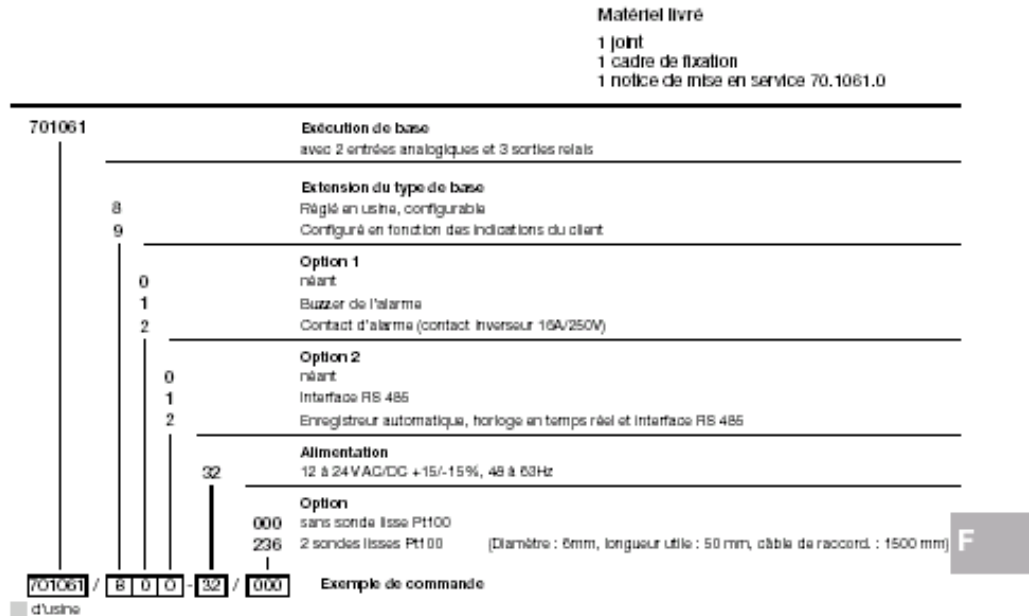 Matériel livré
1 joint
1 cadre de fixation
1 notice de mise en service 70.1061.0
701061 Exécution de base
avec 2 entrées analogiques et 3 sorties relais
Extension du type de base
8 Réglé en usine, configurable
9 Configuré en fonction des indications du client
Option 1
0 néant
1 Buzzer de l'alarme
2 Contact d'alarme (contact inverseur 16A/250V)
Option 2
0 néant
1 Interface RS 485
2 Enregistreur automatique, horloge en temps réel et interface RS 485
Alimentation
32 12 à 24 V AC/DC +15/-15%, 48 à 63Hz
Option
000 sans sonde lisse Pt100
236 2 sondes lisses Pt100 (Diamètre : 6mm, longueur utile : 50 mm, câble de raccord. : 1500 mm)
F
701061 / 8 0 0 - 32 / 000 Exemple de commande
d'usine